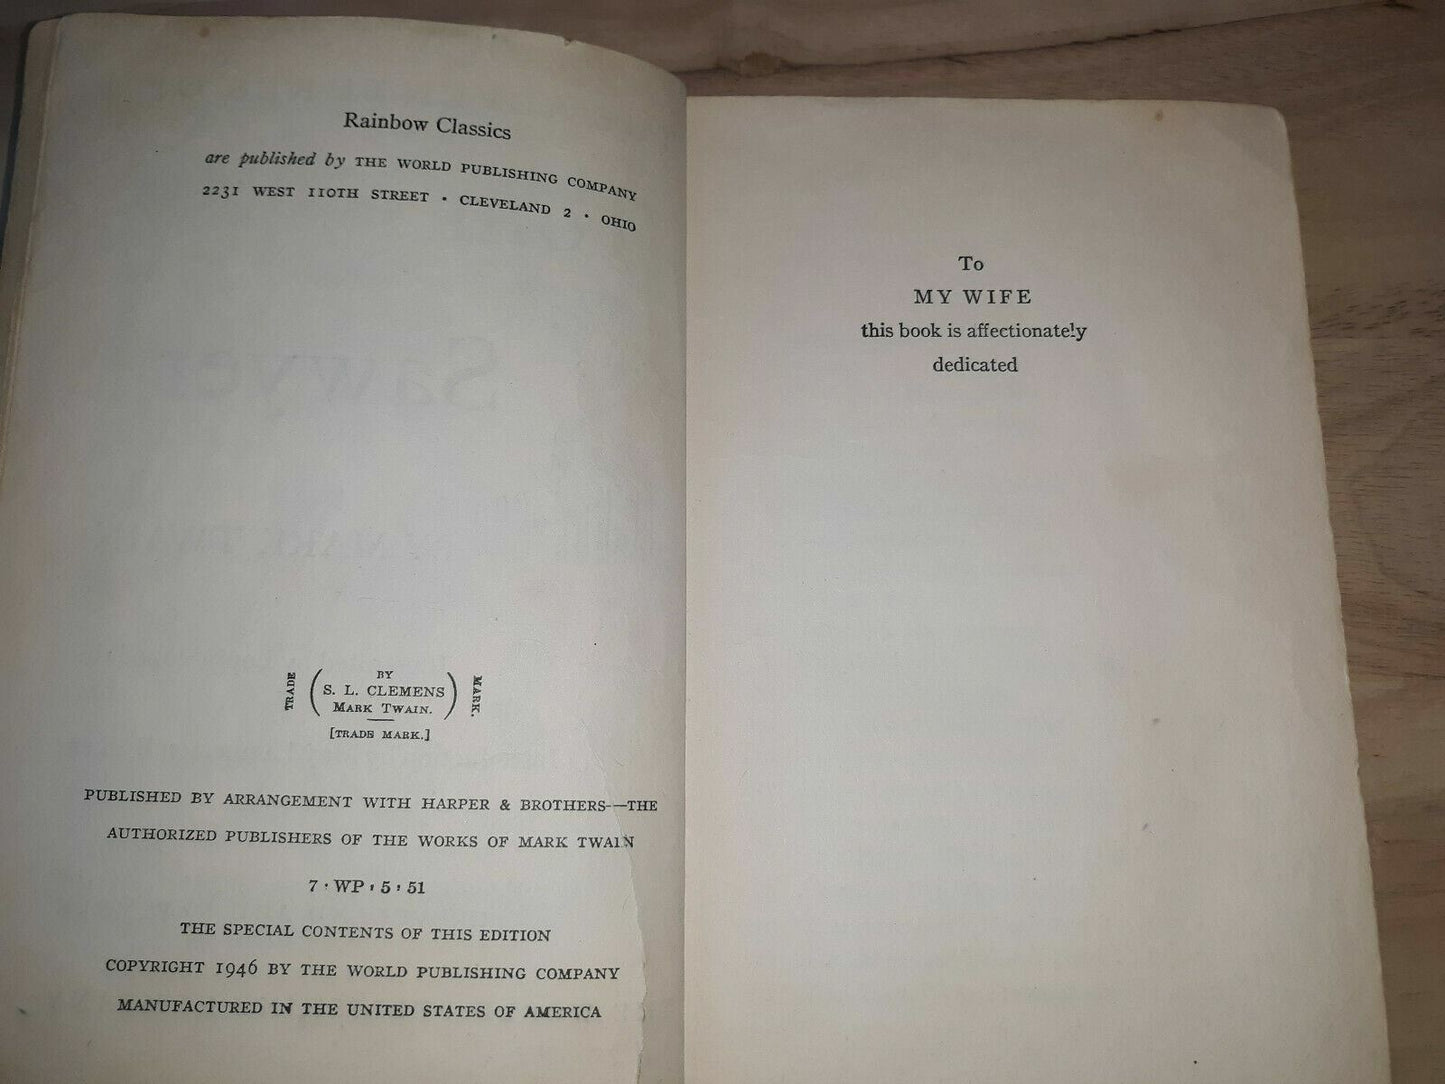 Rainbow Classics
are published by THE WORLD PUBLISHING COMPANY
2231 WEST 110TH STREET · CLEVELAND 2 · OHIO
TRADE
BY
S. L. CLEMENS
MARK TWAIN.
MARK.
[TRADE MARK.]
PUBLISHED BY ARRANGEMENT WITH HARPER & BROTHERS—THE
AUTHORIZED PUBLISHERS OF THE WORKS OF MARK TWAIN
7 · WP · 5 · 51
THE SPECIAL CONTENTS OF THIS EDITION
COPYRIGHT 1946 BY THE WORLD PUBLISHING COMPANY
MANUFACTURED IN THE UNITED STATES OF AMERICA
To
MY WIFE
this book is affectionately
dedicated